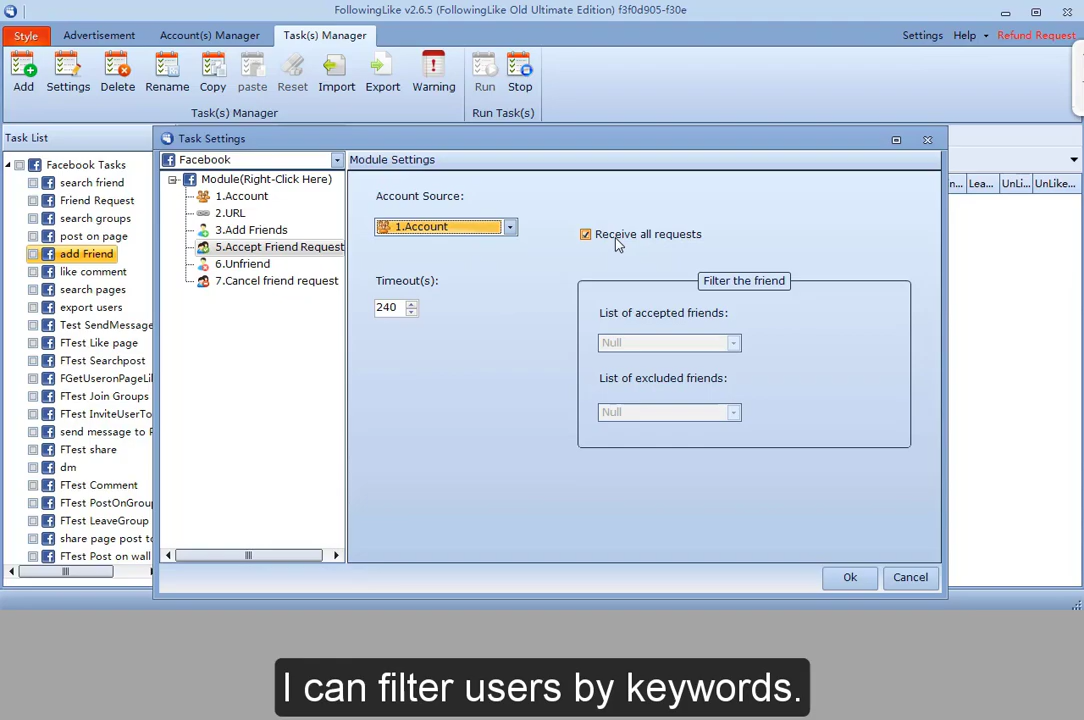 FollowingLike v2.6.5 (FollowingLike Old Ultimate Edition) f3f0d905-f30e
Style Advertisement Account(s) Manager Task(s) Manager Settings Help Refund Request
Add Settings Delete Rename Copy paste Reset Import Export Warning Run Stop
Task(s) Manager Run Task(s)
Task List
Facebook Tasks
search friend
Friend Request
search groups
post on page
add Friend
like comment
search pages
export users
Test SendMessage
FTest Like page
FTest Searchpost
FGetUseronPageLi
FTest Join Groups
FTest InviteUserTo
send message to
FTest share
dm
FTest Comment
FTest PostOnGrou
FTest LeaveGroup
share page post to
FTest Post on wall
Task Settings
Facebook
Module(Right-Click Here)
1.Account
2.URL
3.Add Friends
5.Accept Friend Request
6.Unfriend
7.Cancel friend request
Module Settings
Account Source:
1.Account
Receive all requests
Timeout(s):
240
Filter the friend
List of accepted friends:
Null
List of excluded friends:
Null
Ok Cancel
n... Lea... UnLi... UnLike...
I can filter users by keywords.